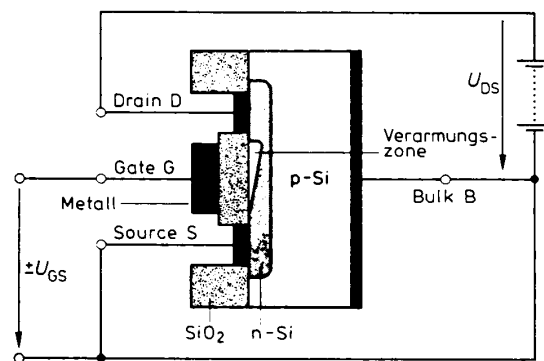 Drain D
U_DS
Verarmungs-
zone
Gate G
p-Si
Metall
Bulk B
Source S
±U_GS
SiO₂
n-Si